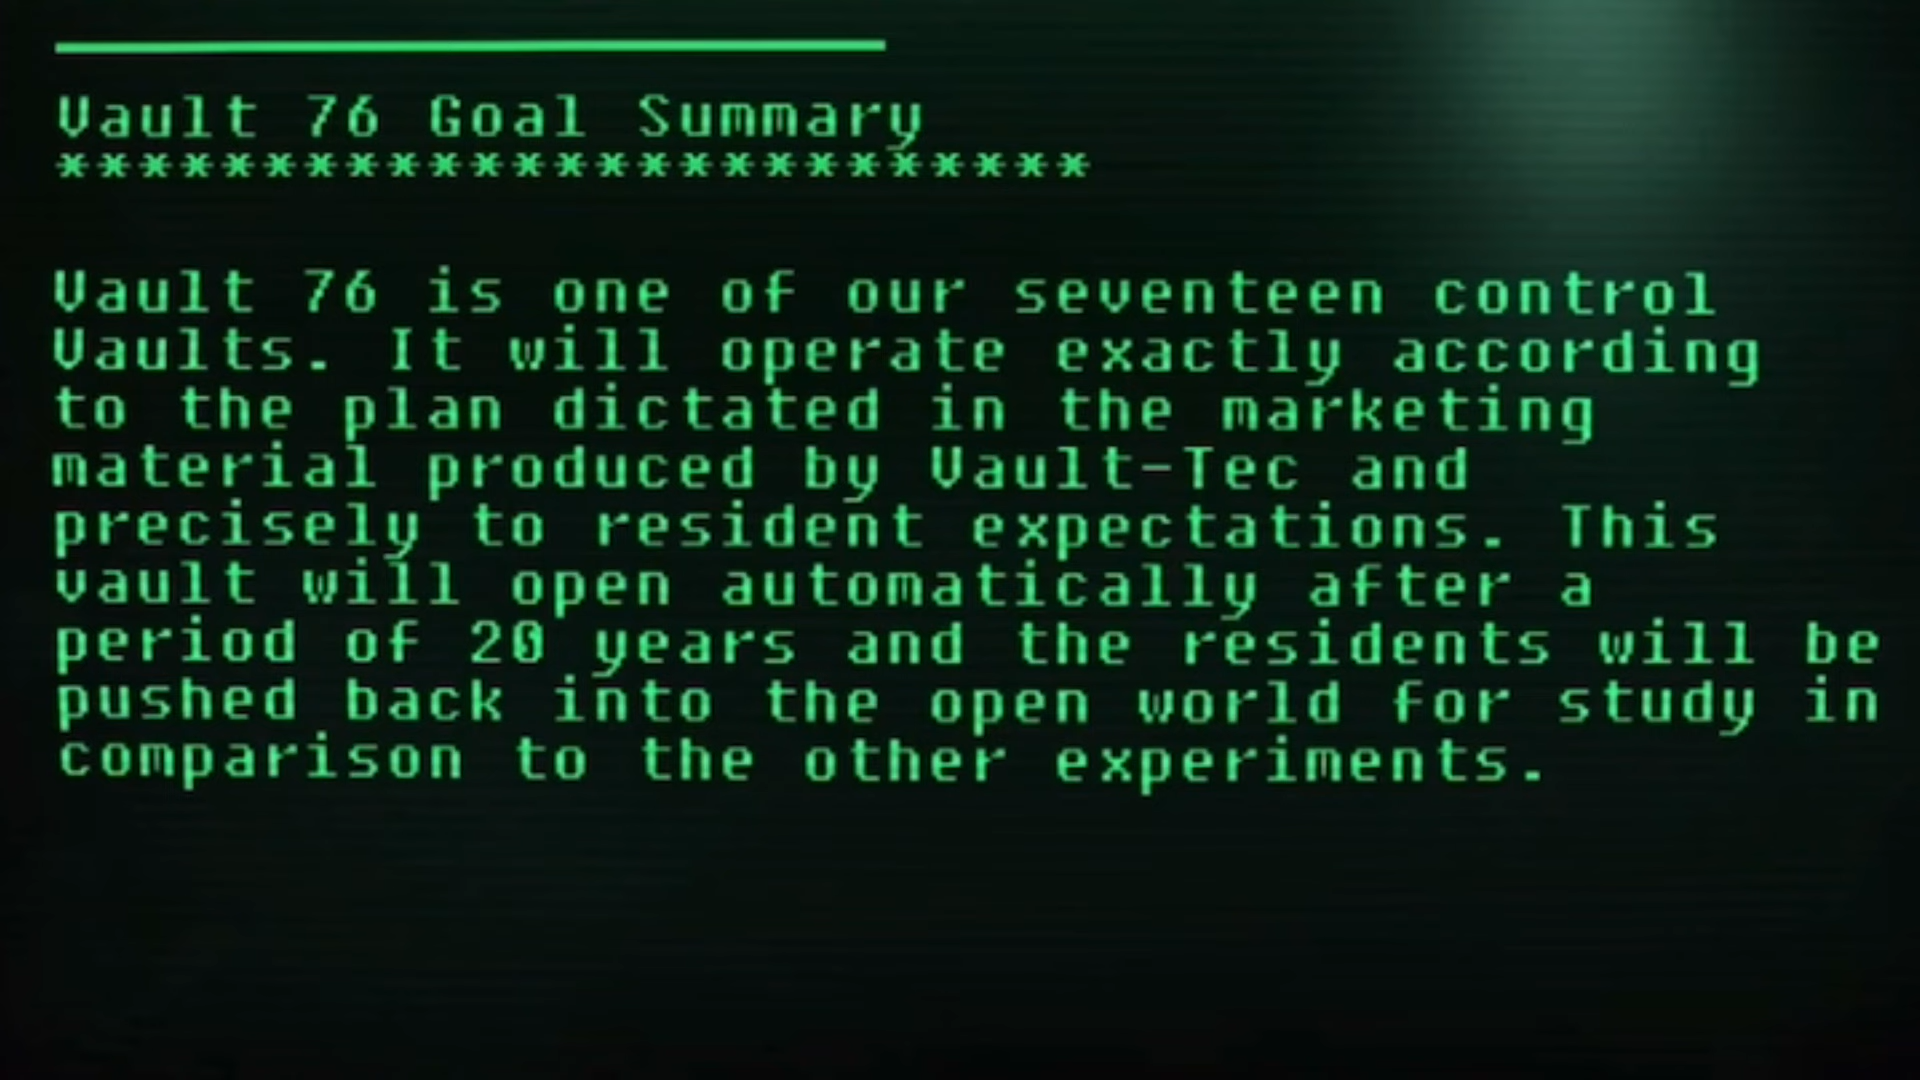 Vault 76 Goal Summary
*************************
Vault 76 is one of our seventeen control
Vaults. It will operate exactly according
to the plan dictated in the marketing
material produced by Vault-Tec and
precisely to resident expectations. This
vault will open automatically after a
period of 20 years and the residents will be
pushed back into the open world for study in
comparison to the other experiments.